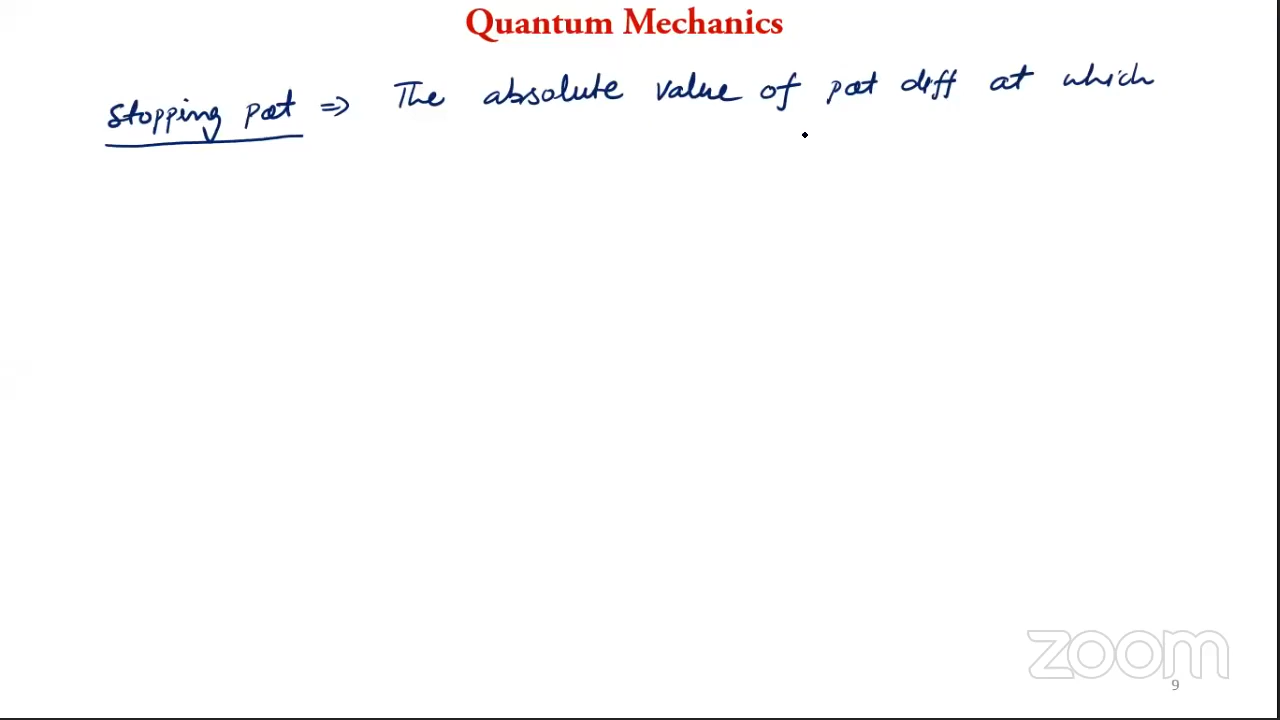 Quantum Mechanics
Stopping pot ⇒ The absolute value of pot diff at which
zoom
9